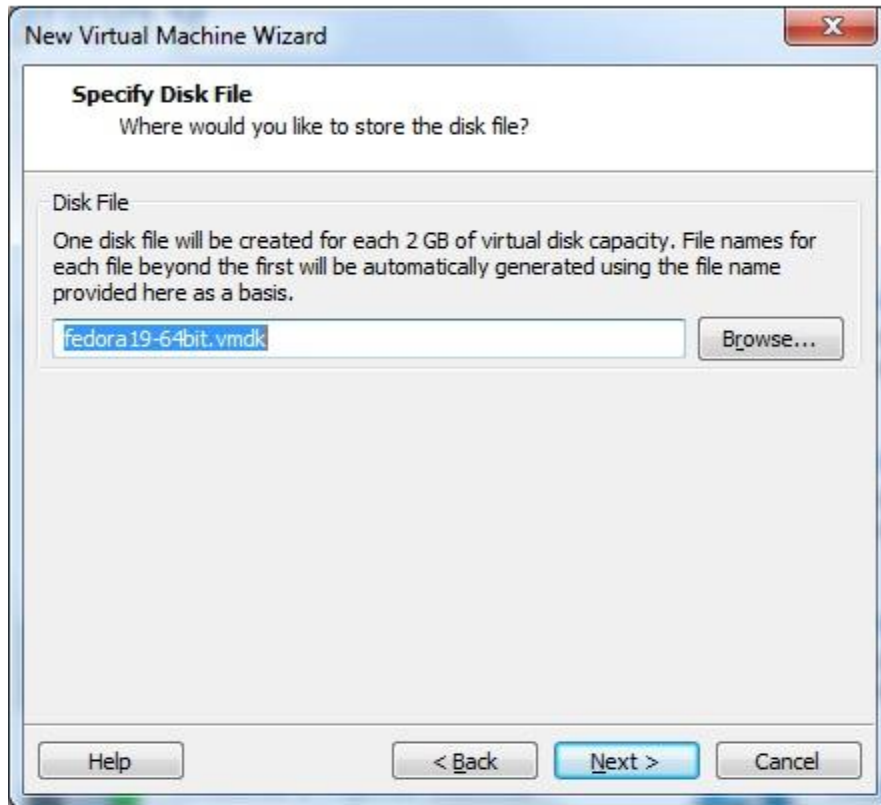 New Virtual Machine Wizard
X
Specify Disk File
Where would you like to store the disk file?
Disk File
One disk file will be created for each 2 GB of virtual disk capacity. File names for
each file beyond the first will be automatically generated using the file name
provided here as a basis.
fedora19-64bit.vmdk Browse...
Help < Back Next > Cancel